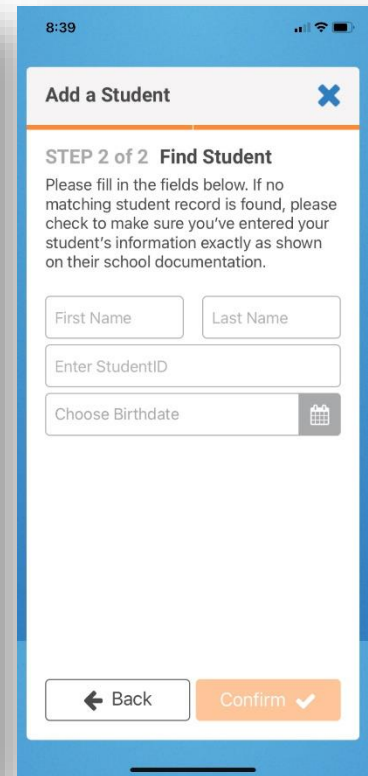 8:39
Add a Student
STEP 2 of 2 Find Student
Please fill in the fields below. If no
matching student record is found, please
check to make sure you've entered your
student's information exactly as shown
on their school documentation.
First Name Last Name
Enter StudentID
Choose Birthdate
Back Confirm